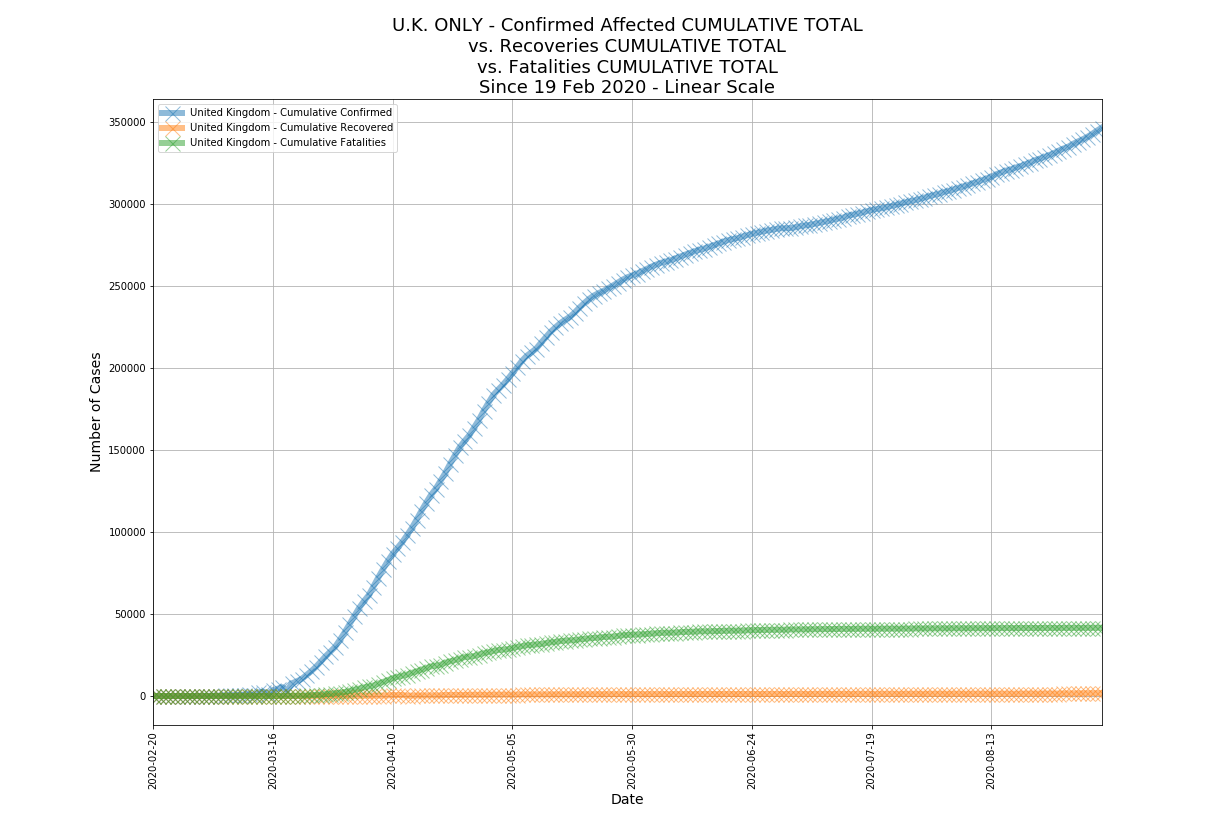 U.K. ONLY - Confirmed Affected CUMULATIVE TOTAL
vs. Recoveries CUMULATIVE TOTAL
vs. Fatalities CUMULATIVE TOTAL
Since 19 Feb 2020 - Linear Scale
United Kingdom - Cumulative Confirmed
United Kingdom - Cumulative Recovered
United Kingdom - Cumulative Fatalities
Number of Cases
350000
300000
250000
200000
150000
100000
50000
0
2020-02-20
2020-03-16
2020-04-10
2020-05-05
2020-05-30
2020-06-24
2020-07-19
2020-08-13
Date